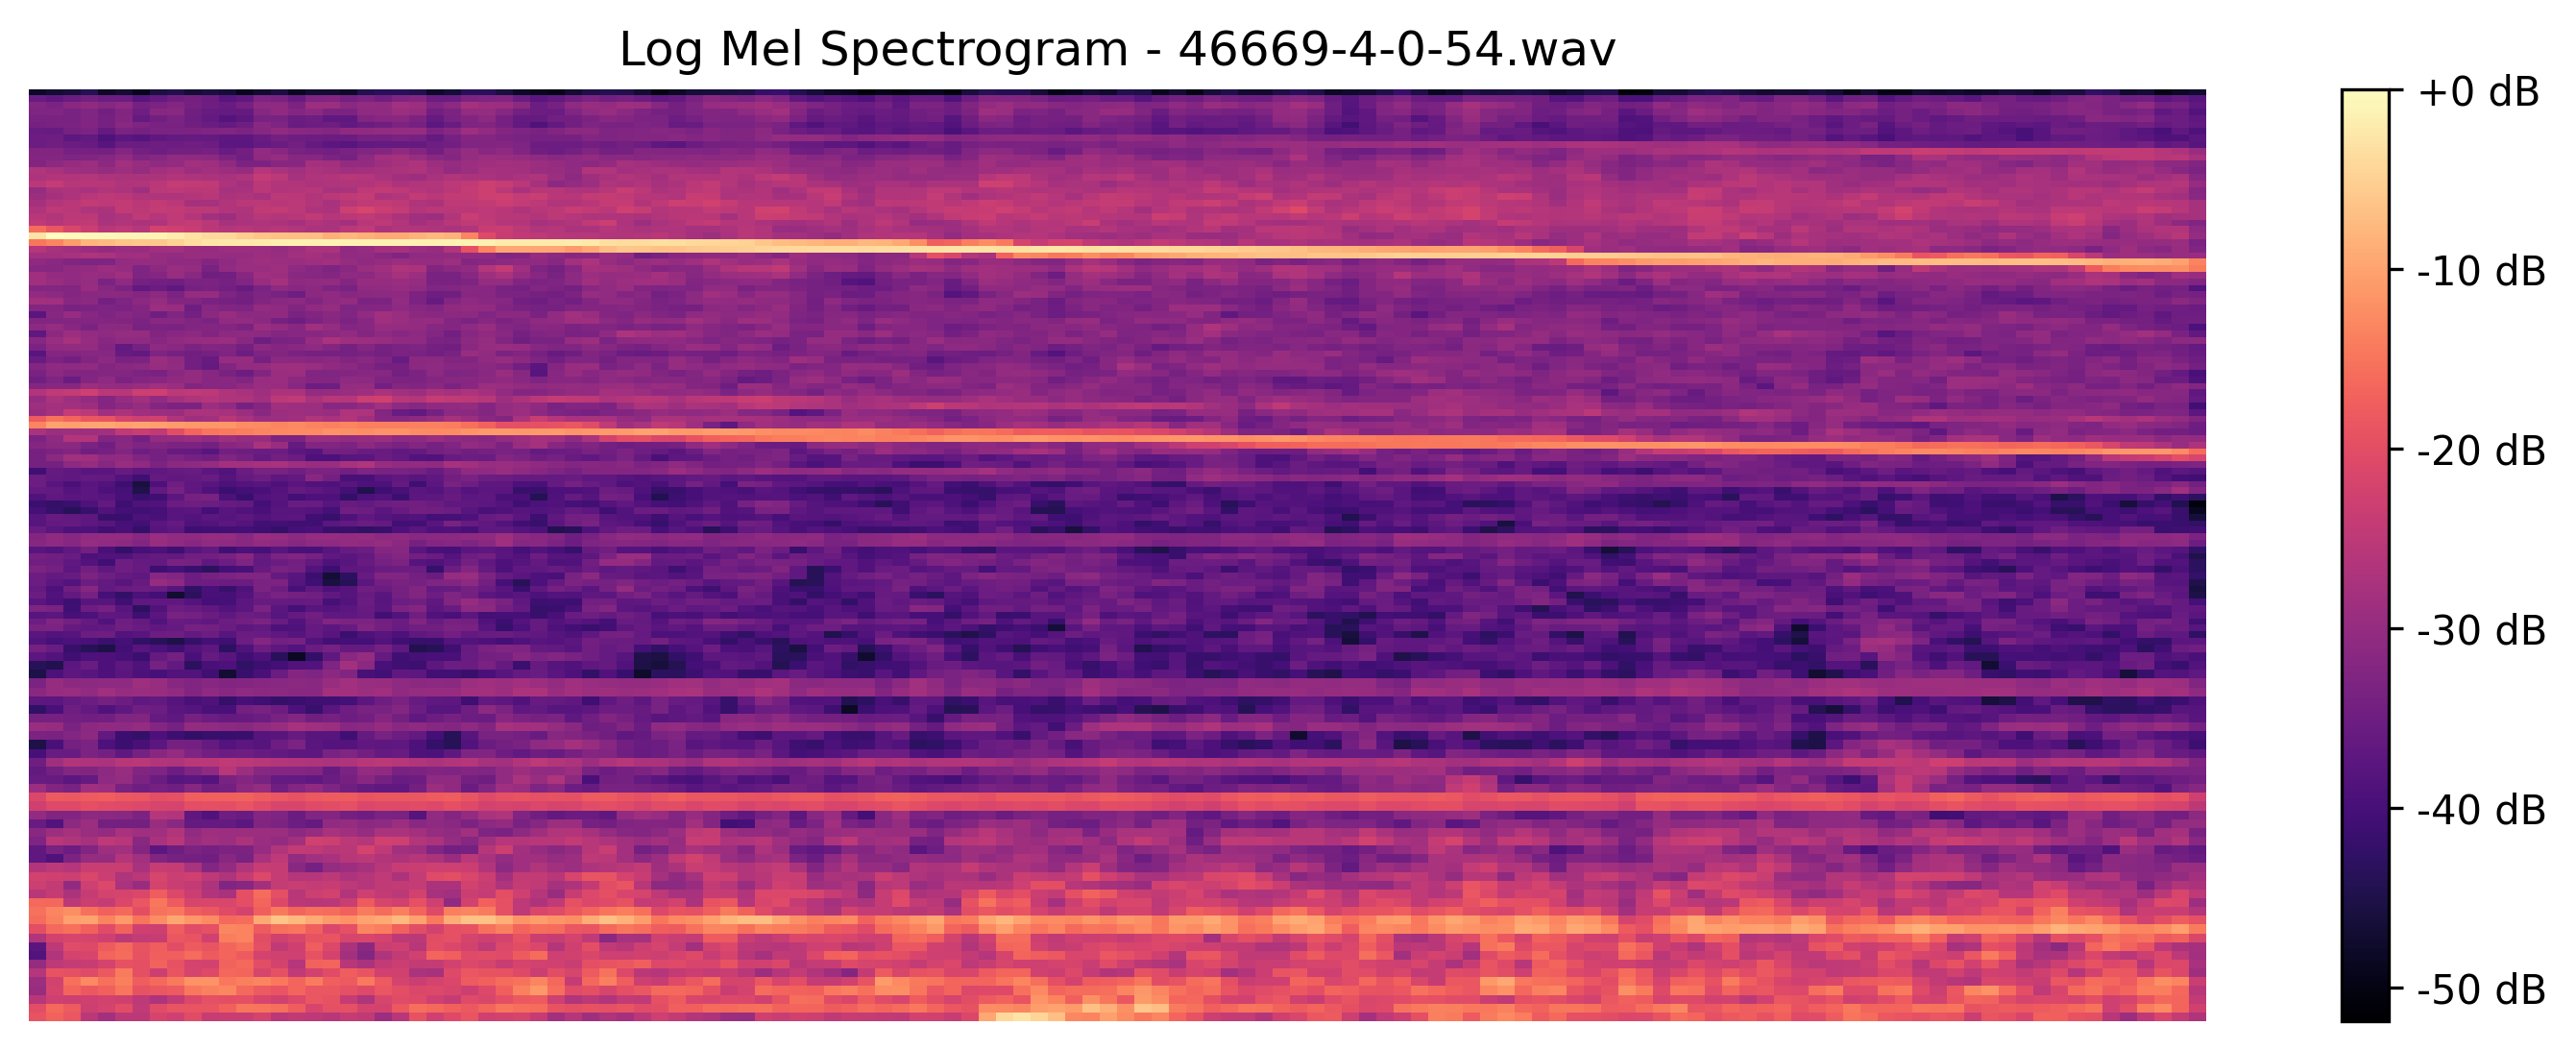 Log Mel Spectrogram - 46669-4-0-54.wav
+0 dB
-10 dB
-20 dB
-30 dB
-40 dB
-50 dB